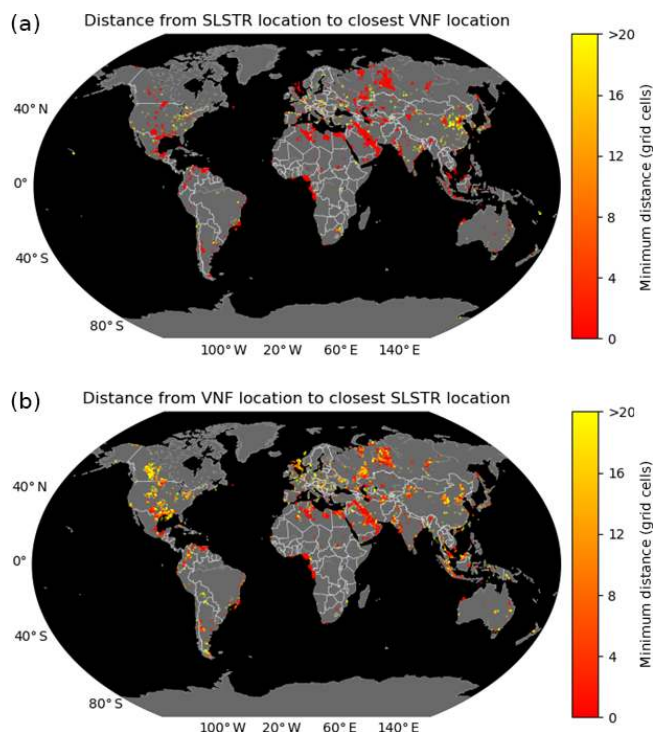 (a)
Distance from SLSTR location to closest VNF location
40°N
0°
40°S
80°S
100°W 20°W 60°E 140°E
>20
16
12
8
4
0
Minimum distance (grid cells)
(b)
Distance from VNF location to closest SLSTR location
40°N
0°
40°S
80°S
100°W 20°W 60°E 140°E
>20
16
12
8
4
0
Minimum distance (grid cells)